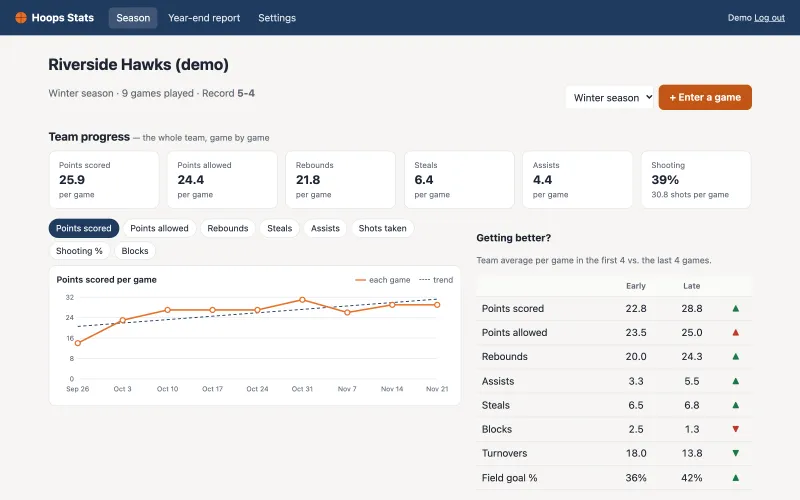 Hoops Stats Season Year-end report Settings Demo Log out
Riverside Hawks (demo)
Winter season · 9 games played · Record 5-4
Winter season + Enter a game
Team progress — the whole team, game by game
Points scored Points allowed Rebounds Steals Assists Shooting
25.9 24.4 21.8 6.4 4.4 39%
per game per game per game per game per game 30.8 shots per game
Points scored Points allowed Rebounds Steals Assists Shots taken
Shooting % Blocks
Points scored per game each game trend
32
24
16
8
0
Sep 26 Oct 3 Oct 10 Oct 17 Oct 24 Oct 31 Nov 7 Nov 14 Nov 21
Getting better?
Team average per game in the first 4 vs. the last 4 games.
Early Late
Points scored 22.8 28.8 ▲
Points allowed 23.5 25.0 ▲
Rebounds 20.0 24.3 ▲
Assists 3.3 5.5 ▲
Steals 6.5 6.8 ▲
Blocks 2.5 1.3 ▼
Turnovers 18.0 13.8 ▼
Field goal % 36% 42% ▲